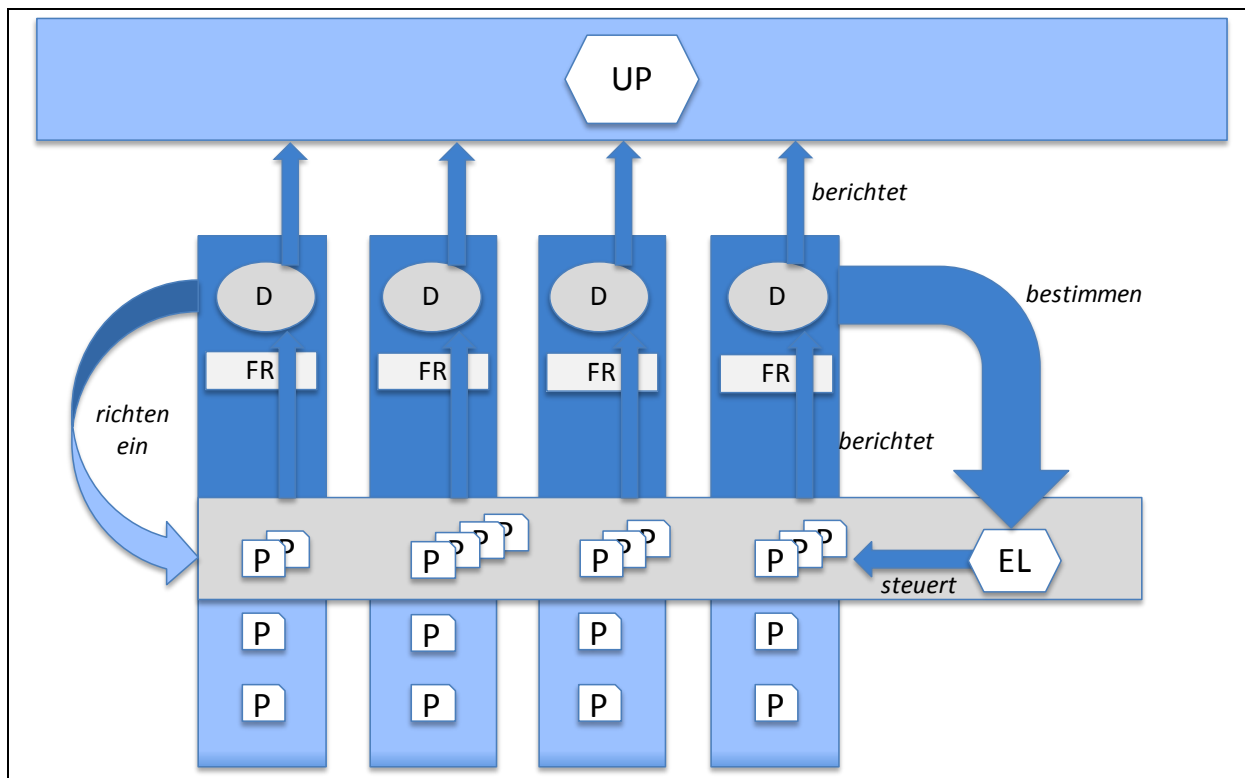 UP
berichtet
D D D D
bestimmen
FR FR FR FR
richten
ein
berichtet
P P P P P P P P P P P P
EL
steuert
P P P P
P P P P